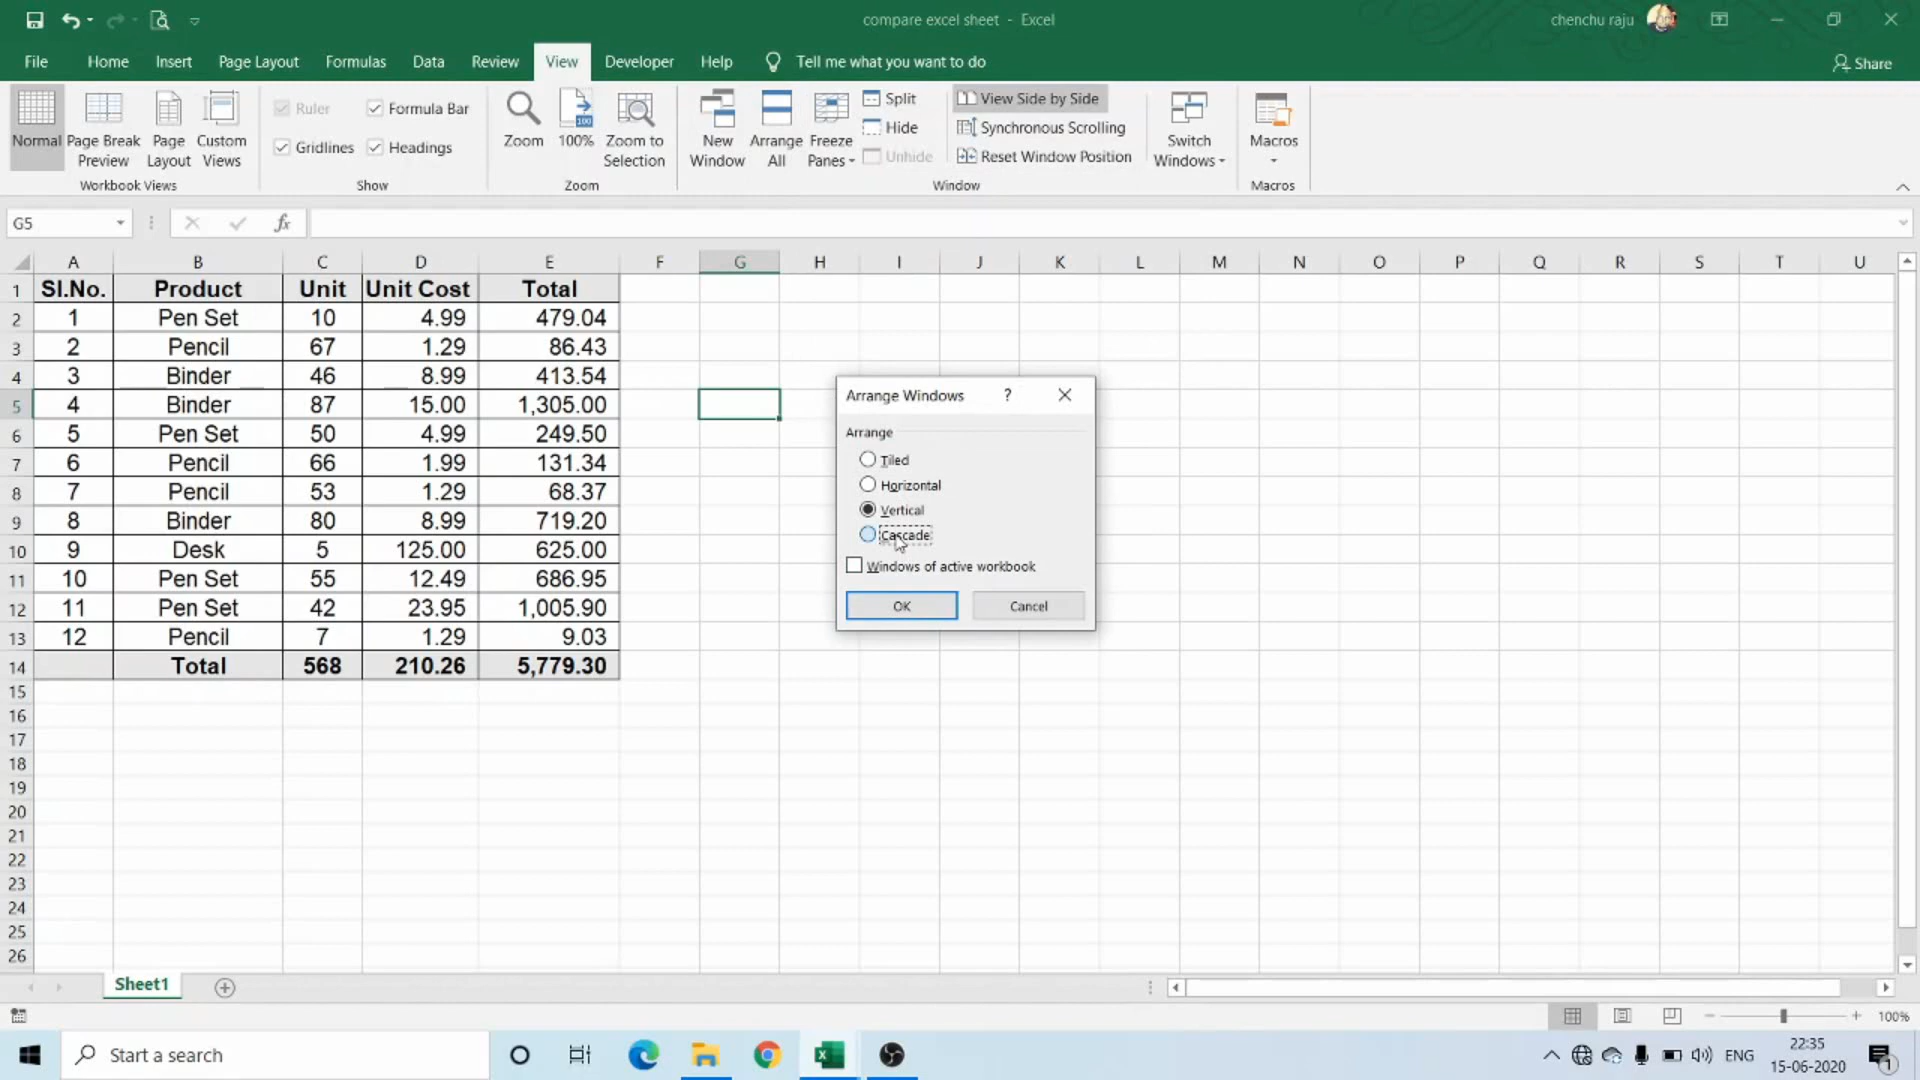 compare excel sheet - Excel
chenchu raju
File Home Insert Page Layout Formulas Data Review View Developer Help Tell me what you want to do Share
Normal
Page Break Preview
Page Layout
Custom Views
Workbook Views
Ruler Formula Bar
Gridlines Headings
Show
Zoom
100
100%
Zoom to Selection
Zoom
New Window
Arrange All
Freeze Panes
Split
Hide
Unhide
View Side by Side
Synchronous Scrolling
Reset Window Position
Window
Switch Windows
Macros
Macros
G5 fx
A B C D E F G H I J K L M N O P Q R S T U
1 Sl.No. Product Unit Unit Cost Total
2 1 Pen Set 10 4.99 479.04
3 2 Pencil 67 1.29 86.43
4 3 Binder 46 8.99 413.54
5 4 Binder 87 15.00 1,305.00
6 5 Pen Set 50 4.99 249.50
7 6 Pencil 66 1.99 131.34
8 7 Pencil 53 1.29 68.37
9 8 Binder 80 8.99 719.20
10 9 Desk 5 125.00 625.00
11 10 Pen Set 55 12.49 686.95
12 11 Pen Set 42 23.95 1,005.90
13 12 Pencil 7 1.29 9.03
14 Total 568 210.26 5,779.30
15
16
17
18
19
20
21
22
23
24
25
26
Arrange Windows ?
Arrange
Tiled
Horizontal
Vertical
Cascade
Windows of active workbook
OK Cancel
Sheet1
100%
Start a search
ENG
22:35
15-06-2020
1